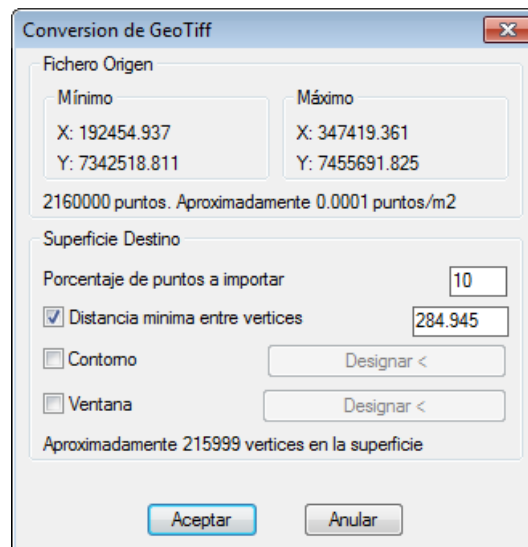 Conversion de GeoTiff
Fichero Origen
Mínimo
X: 192454.937
Y: 7342518.811
Máximo
X: 347419.361
Y: 7455691.825
2160000 puntos. Aproximadamente 0.0001 puntos/m2
Superficie Destino
Porcentaje de puntos a importar 10
Distancia minima entre vertices 284.945
Contorno Designar <
Ventana Designar <
Aproximadamente 215999 vertices en la superficie
Aceptar Anular